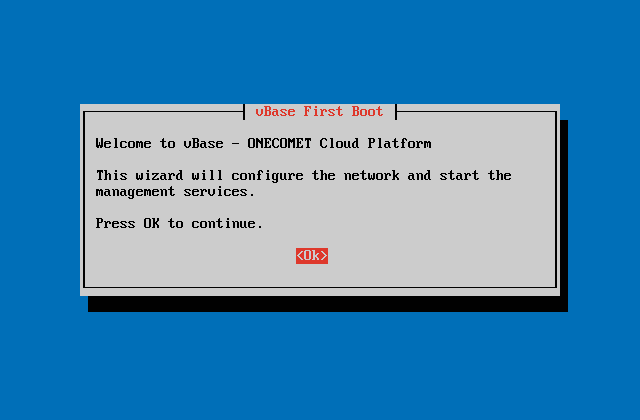 vBase First Boot
Welcome to vBase - ONECOMET Cloud Platform
This wizard will configure the network and start the
management services.
Press OK to continue.
<Ok>